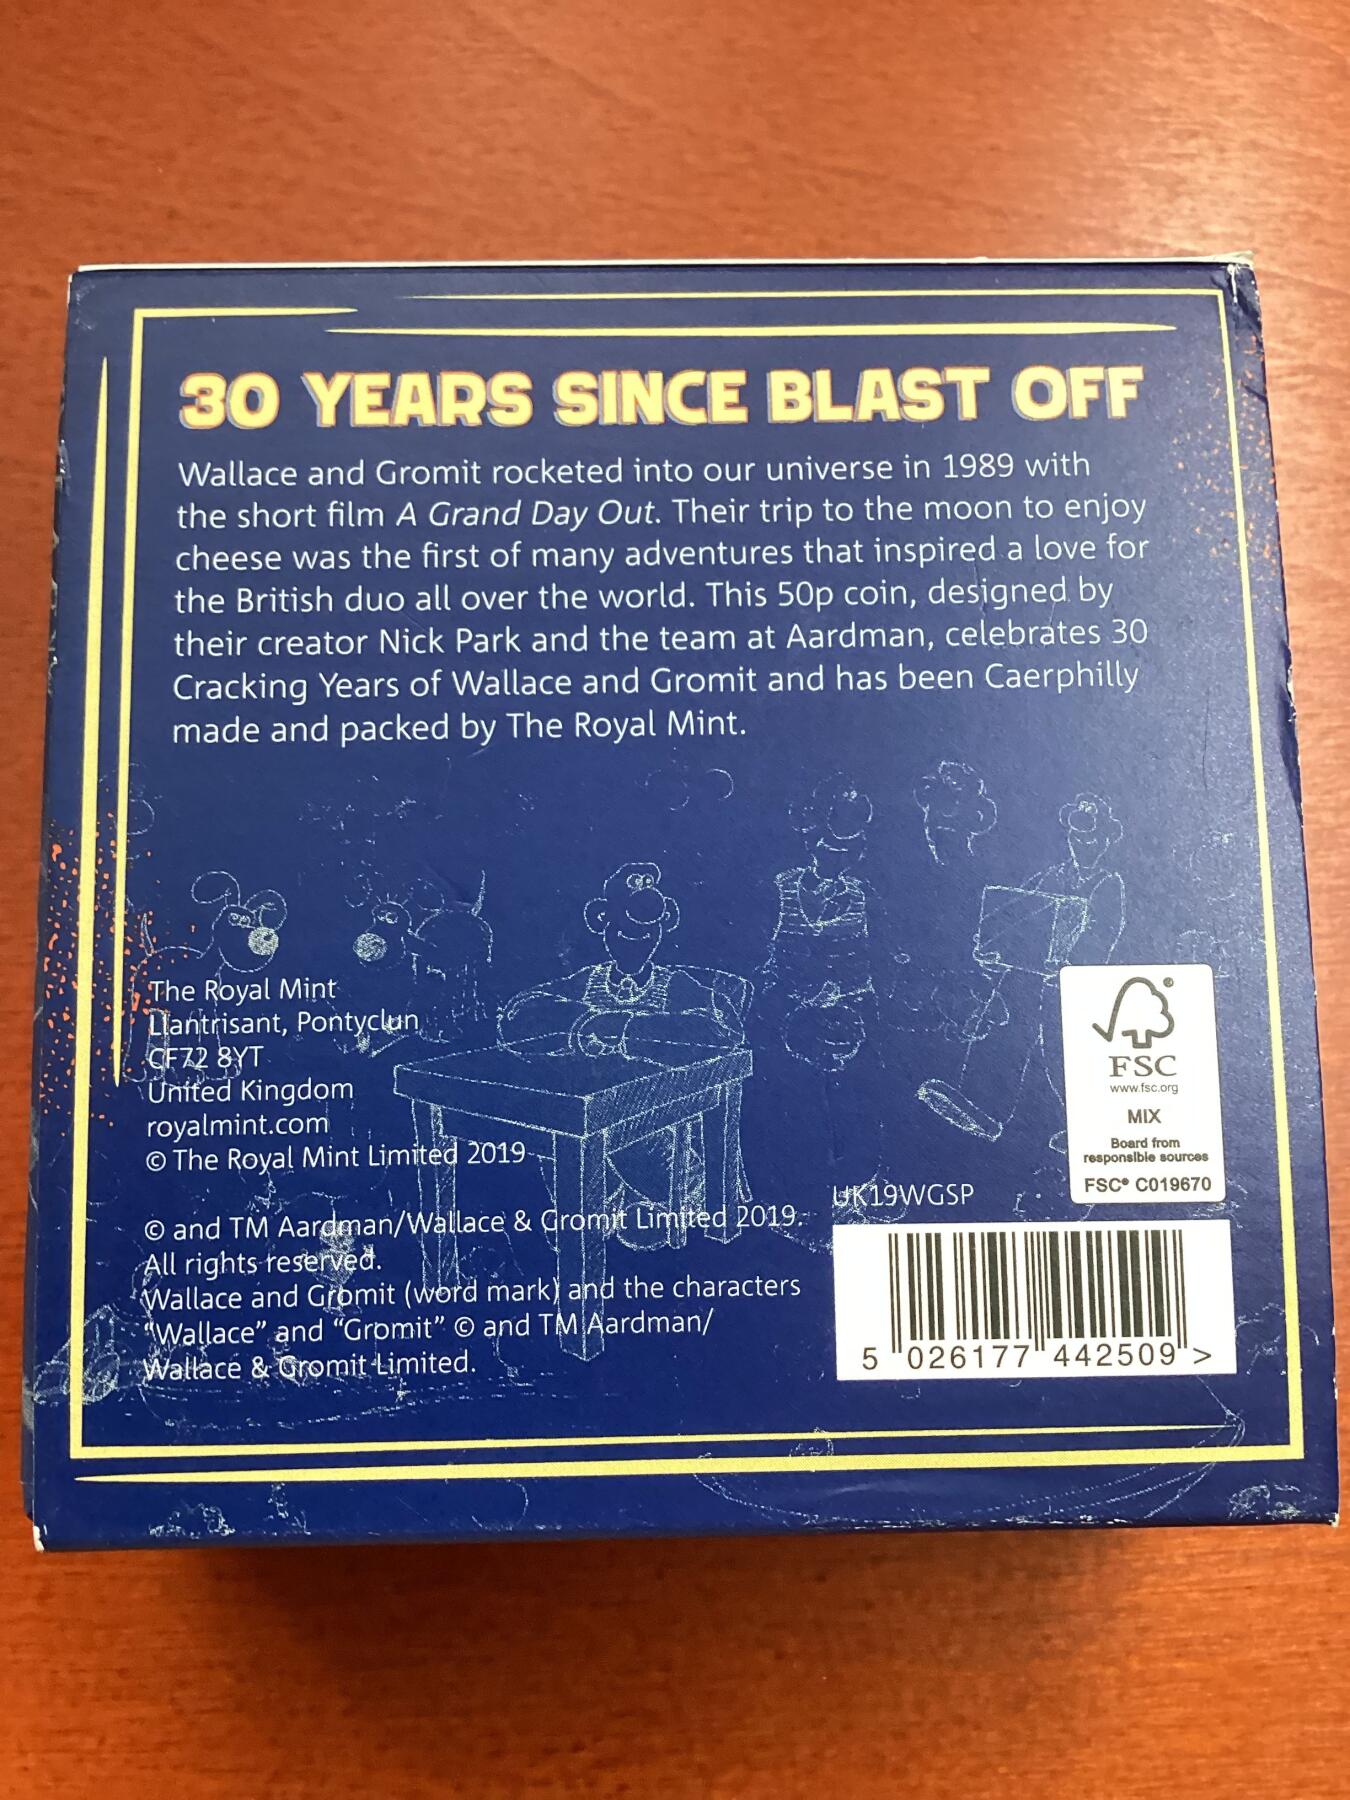 30 YEARS SINCE BLAST OFF
Wallace and Gromit rocketed into our universe in 1989 with
the short film A Grand Day Out. Their trip to the moon to enjoy
cheese was the first of many adventures that inspired a love for
the British duo all over the world. This 50p coin, designed by
their creator Nick Park and the team at Aardman, celebrates 30
Cracking Years of Wallace and Gromit and has been Caerphilly
made and packed by The Royal Mint.
The Royal Mint
Llantrisant, Pontyclun
CF72 8YT
United Kingdom
royalmint.com
© The Royal Mint Limited 2019
© and TM Aardman/Wallace & Gromit Limited 2019.
All rights reserved.
Wallace and Gromit (word mark) and the characters
“Wallace” and “Gromit” © and TM Aardman/
Wallace & Gromit Limited.
®
FSC
www.fsc.org
MIX
Board from
responsible sources
FSC® C019670
UK19WGSP
5 026177 442509 >